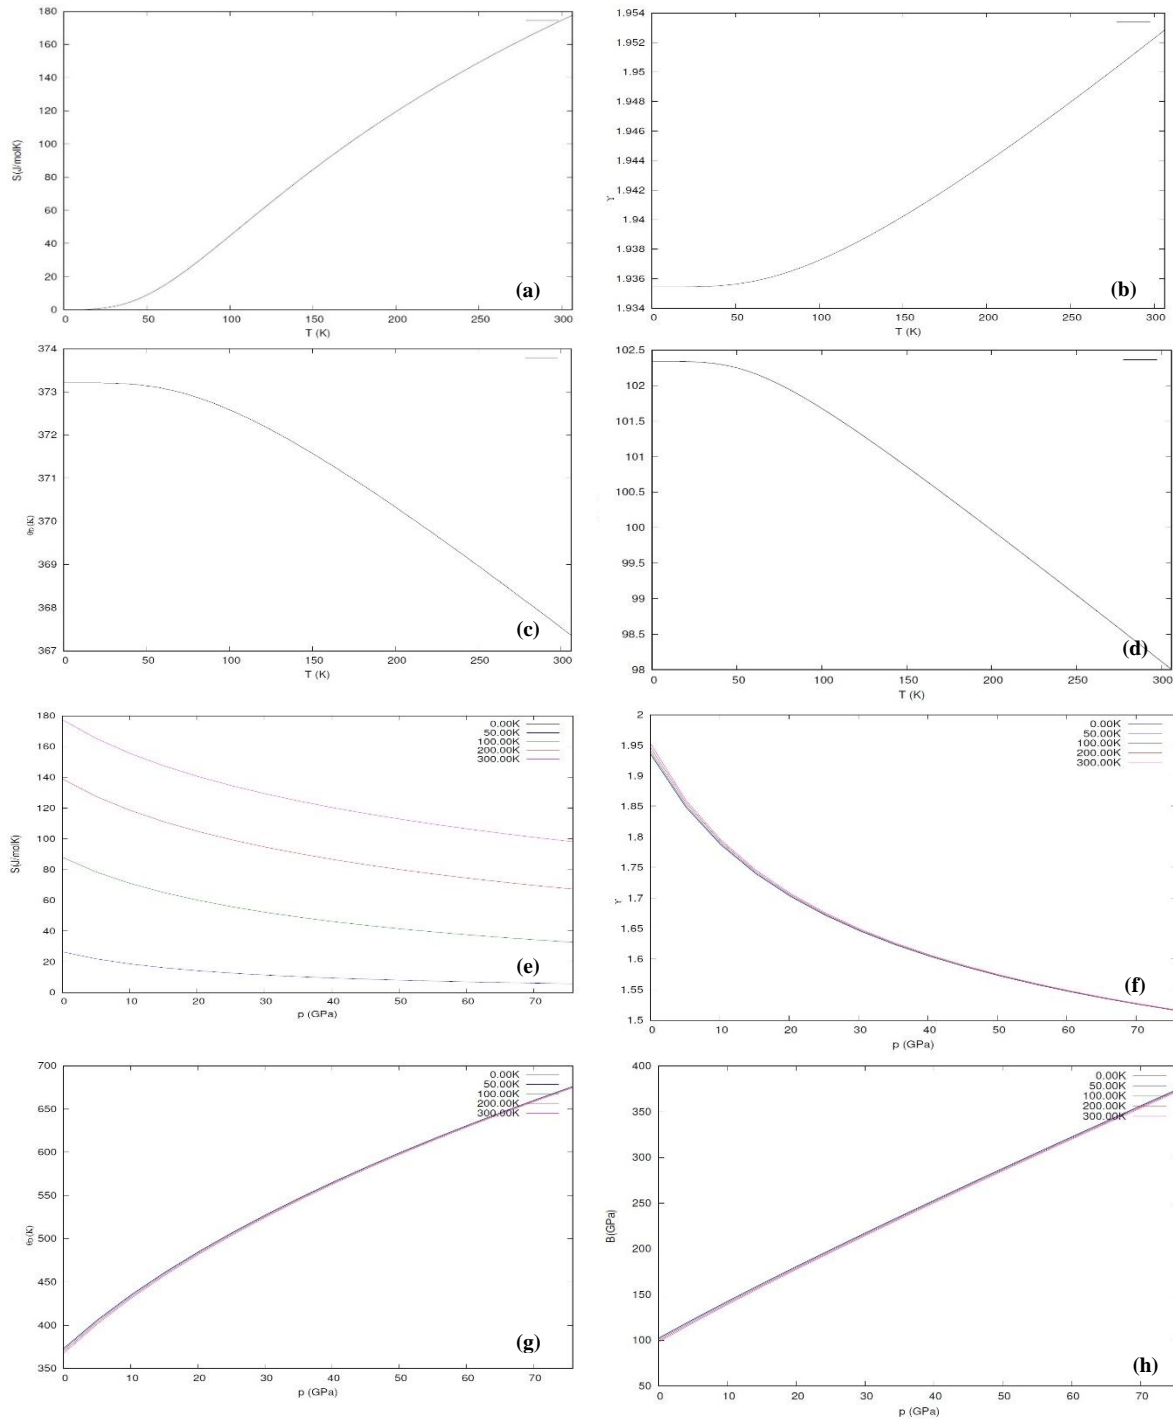 180
160
140
120
100
80
60
40
20
0
S(J/molK)
0 50 100 150 200 250 300
T (K)
(a)
1.954
1.952
1.95
1.948
1.946
1.944
1.942
1.94
1.938
1.936
1.934
ϒ
0 50 100 150 200 250 300
T (K)
(b)
374
373
372
371
370
369
368
367
θD(K)
0 50 100 150 200 250 300
T (K)
(c)
102.5
102
101.5
101
100.5
100
99.5
99
98.5
98
0 50 100 150 200 250 300
T (K)
(d)
180
160
140
120
100
80
60
40
20
0
S(J/molK)
0.00K
50.00K
100.00K
200.00K
300.00K
0 10 20 30 40 50 60 70
p (GPa)
(e)
2
1.95
1.9
1.85
1.8
1.75
1.7
1.65
1.6
1.55
1.5
ϒ
0.00K
50.00K
100.00K
200.00K
300.00K
0 10 20 30 40 50 60 70
p (GPa)
(f)
700
650
600
550
500
450
400
350
θD(K)
0.00K
50.00K
100.00K
200.00K
300.00K
0 10 20 30 40 50 60 70
p (GPa)
(g)
400
350
300
250
200
150
100
50
B(GPa)
0.00K
50.00K
100.00K
200.00K
300.00K
0 10 20 30 40 50 60 70
p (GPa)
(h)